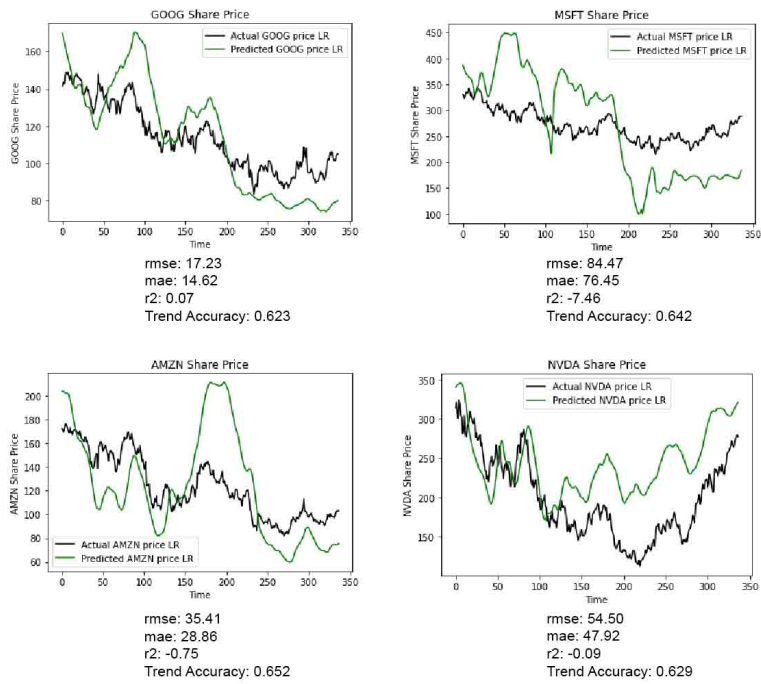 GOOG Share Price
Actual GOOG price LR
Predicted GOOG price LR
160
140
120
100
80
GOOG Share Price
0 50 100 150 200 250 300 350
Time
rmse: 17.23
mae: 14.62
r2: 0.07
Trend Accuracy: 0.623
MSFT Share Price
Actual MSFT price LR
Predicted MSFT price LR
450
400
350
300
250
200
150
100
MSFT Share Price
0 50 100 150 200 250 300 350
Time
rmse: 84.47
mae: 76.45
r2: -7.46
Trend Accuracy: 0.642
AMZN Share Price
200
180
160
140
120
100
80
60
AMZN Share Price
Actual AMZN price LR
Predicted AMZN price LR
0 50 100 150 200 250 300 350
Time
rmse: 35.41
mae: 28.86
r2: -0.75
Trend Accuracy: 0.652
NVDA Share Price
Actual NVDA price LR
Predicted NVDA price LR
350
300
250
200
150
NVDA Share Price
0 50 100 150 200 250 300 350
Time
rmse: 54.50
mae: 47.92
r2: -0.09
Trend Accuracy: 0.629